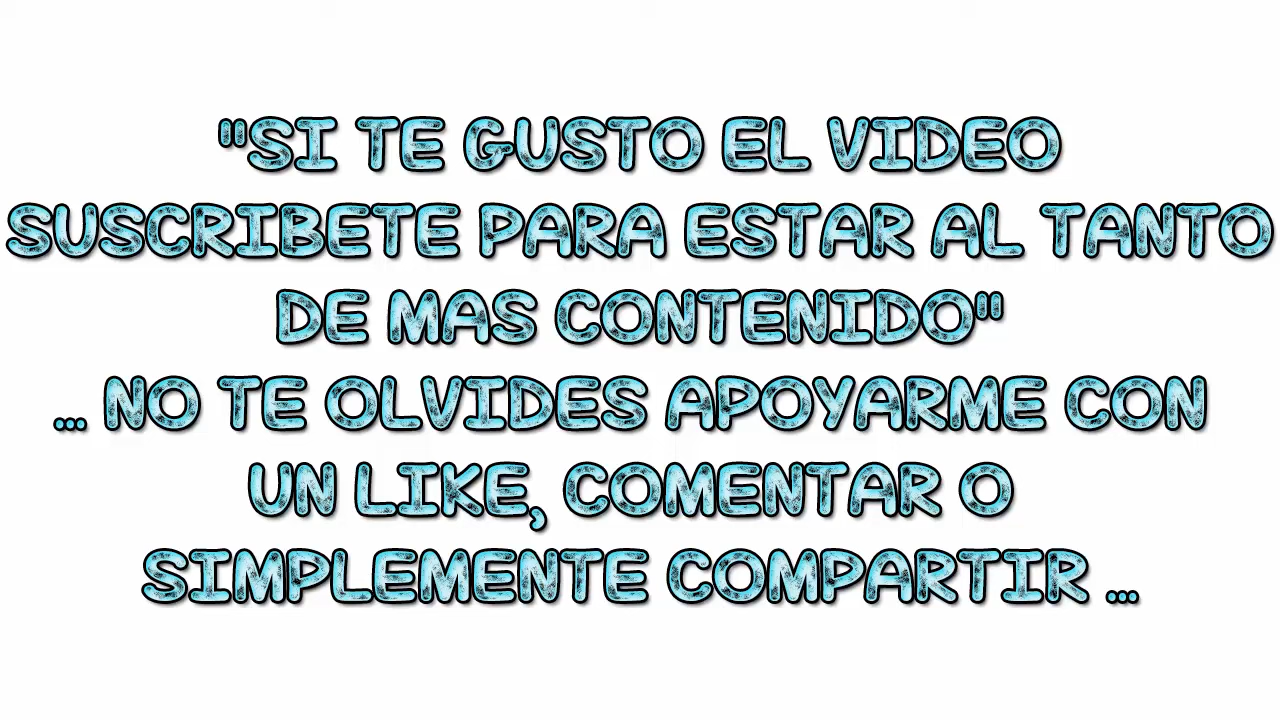 "SI TE GUSTO EL VIDEO
SUSCRIBETE PARA ESTAR AL TANTO
DE MAS CONTENIDO"
... NO TE OLVIDES APOYARME CON
UN LIKE, COMENTAR O
SIMPLEMENTE COMPARTIR ...